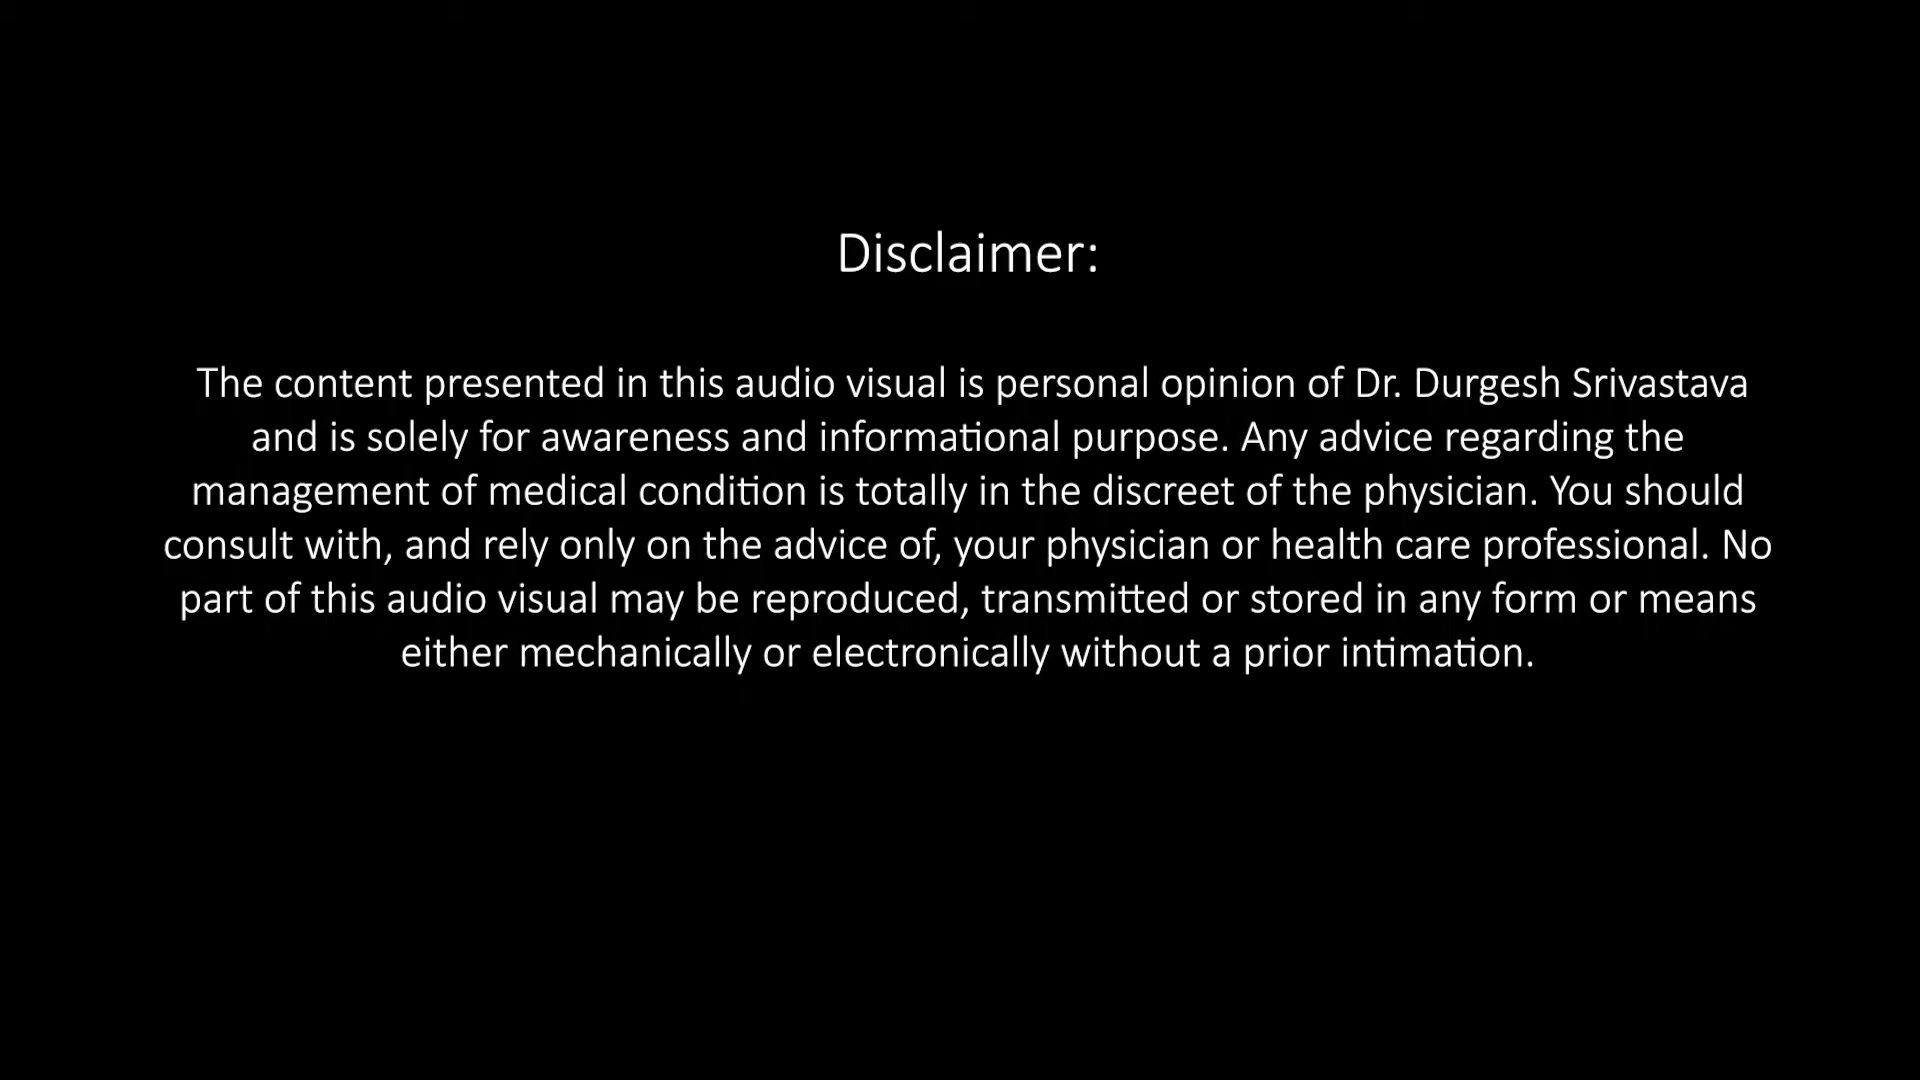 Disclaimer:
The content presented in this audio visual is personal opinion of Dr. Durgesh Srivastava
and is solely for awareness and informational purpose. Any advice regarding the
management of medical condition is totally in the discreet of the physician. You should
consult with, and rely only on the advice of, your physician or health care professional. No
part of this audio visual may be reproduced, transmitted or stored in any form or means
either mechanically or electronically without a prior intimation.